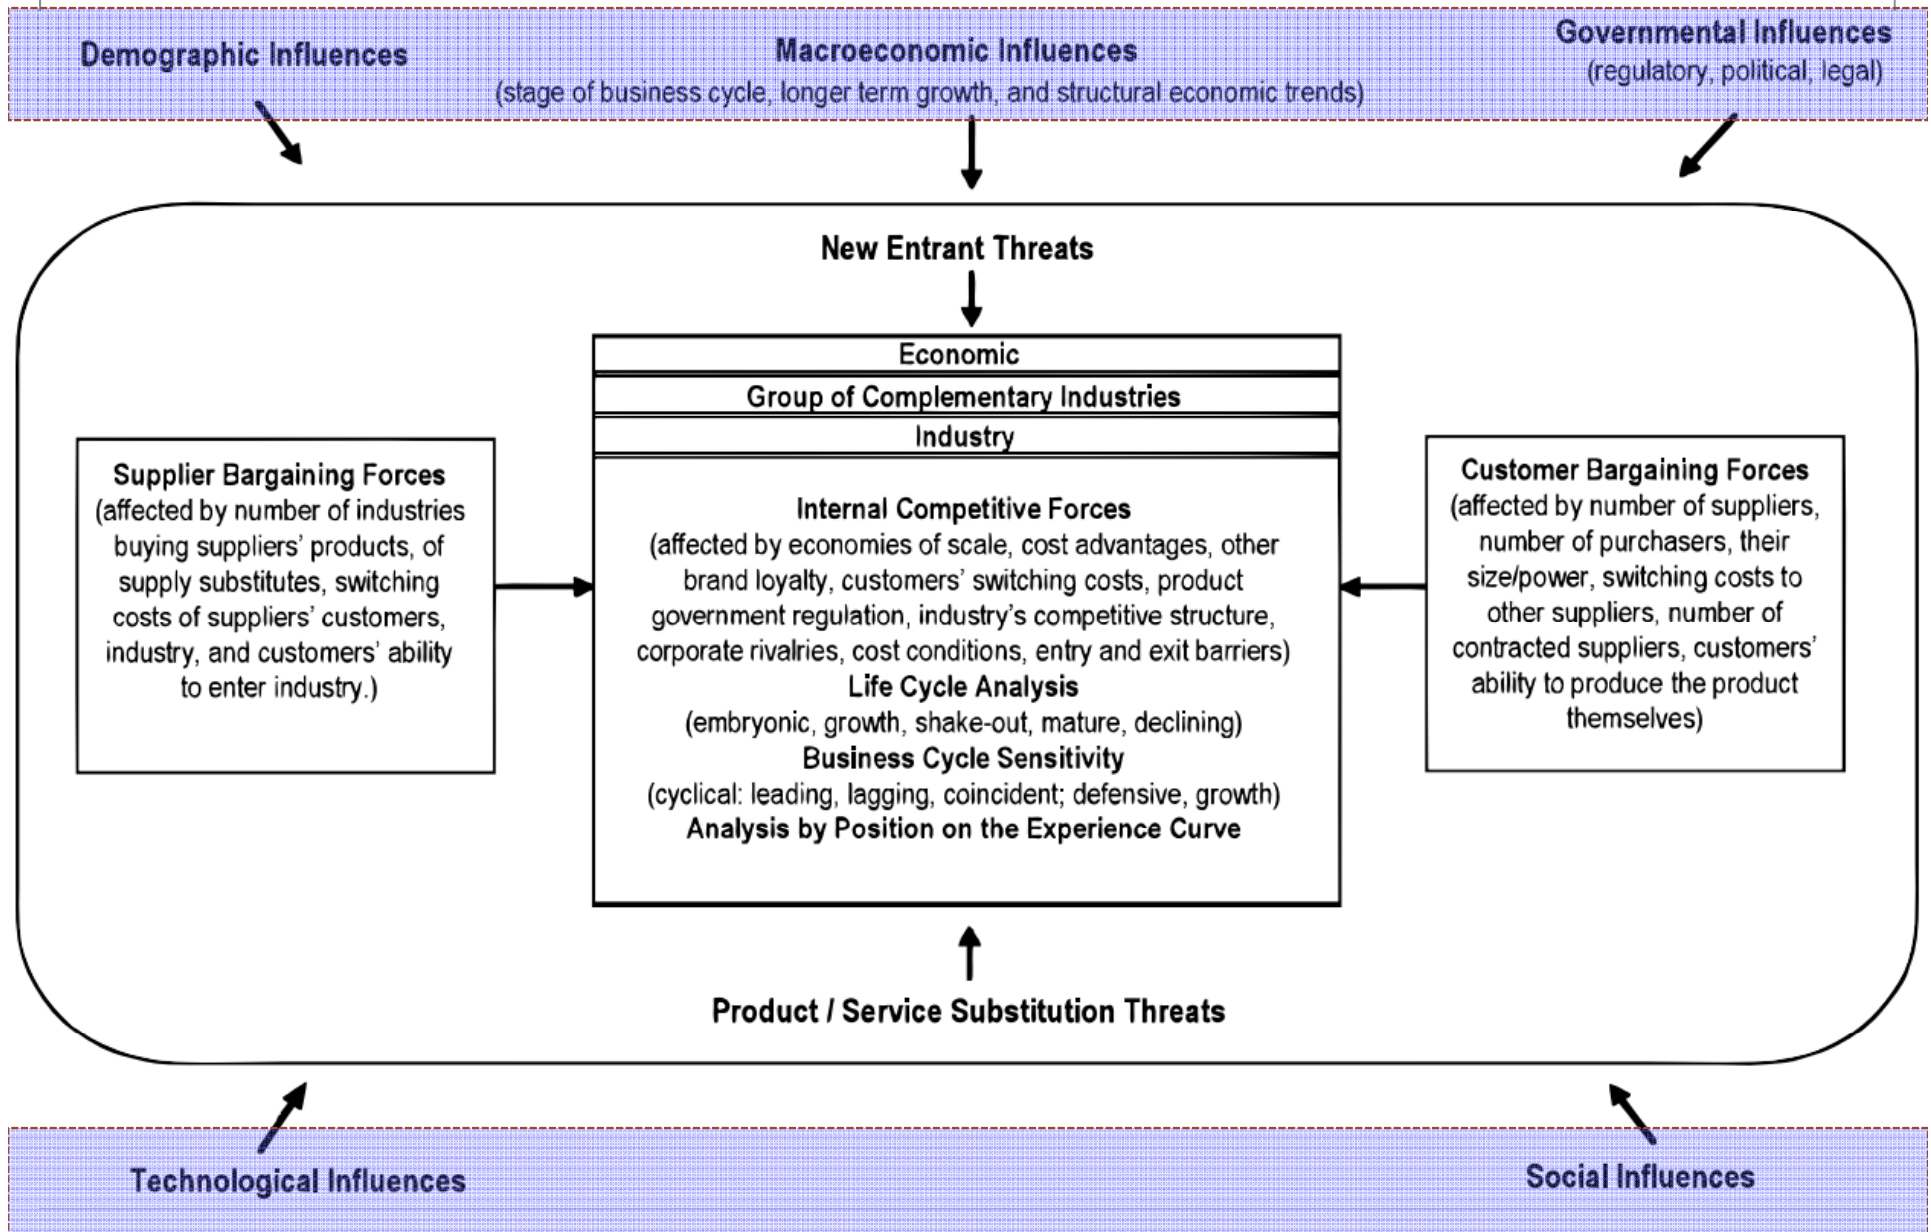 Demographic Influences
Macroeconomic Influences
(stage of business cycle, longer term growth, and structural economic trends)
Governmental Influences
(regulatory, political, legal)
New Entrant Threats
Economic
Group of Complementary Industries
Industry
Supplier Bargaining Forces
(affected by number of industries
buying suppliers' products, of
supply substitutes, switching
costs of suppliers' customers,
industry, and customers' ability
to enter industry.)
Internal Competitive Forces
(affected by economies of scale, cost advantages, other
brand loyalty, customers' switching costs, product
government regulation, industry's competitive structure,
corporate rivalries, cost conditions, entry and exit barriers)
Life Cycle Analysis
(embryonic, growth, shake-out, mature, declining)
Business Cycle Sensitivity
(cyclical: leading, lagging, coincident; defensive, growth)
Analysis by Position on the Experience Curve
Customer Bargaining Forces
(affected by number of suppliers,
number of purchasers, their
size/power, switching costs to
other suppliers, number of
contracted suppliers, customers'
ability to produce the product
themselves)
Product / Service Substitution Threats
Technological Influences
Social Influences